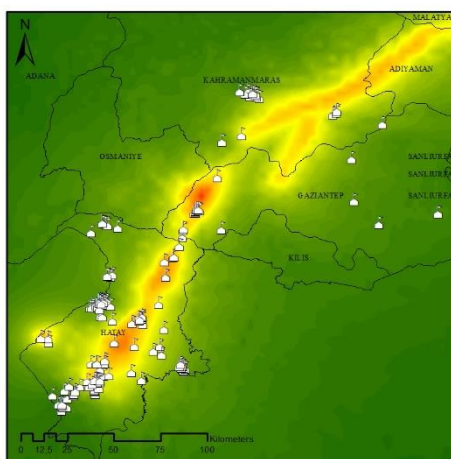 N
MALATYA
ADANA
ADIYAMAN
KAHRAMANMARAS
OSMANIYE
SANLIURFA
SANLIURFA
GAZIANTEP
SANLIURFA
KILIS
HATAY
Kilometers
0 12.5 25 50 75 100